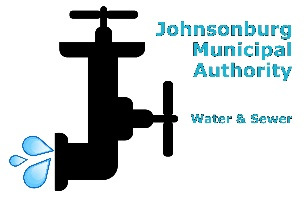 Johnsonburg
Municipal
Authority
Water & Sewer